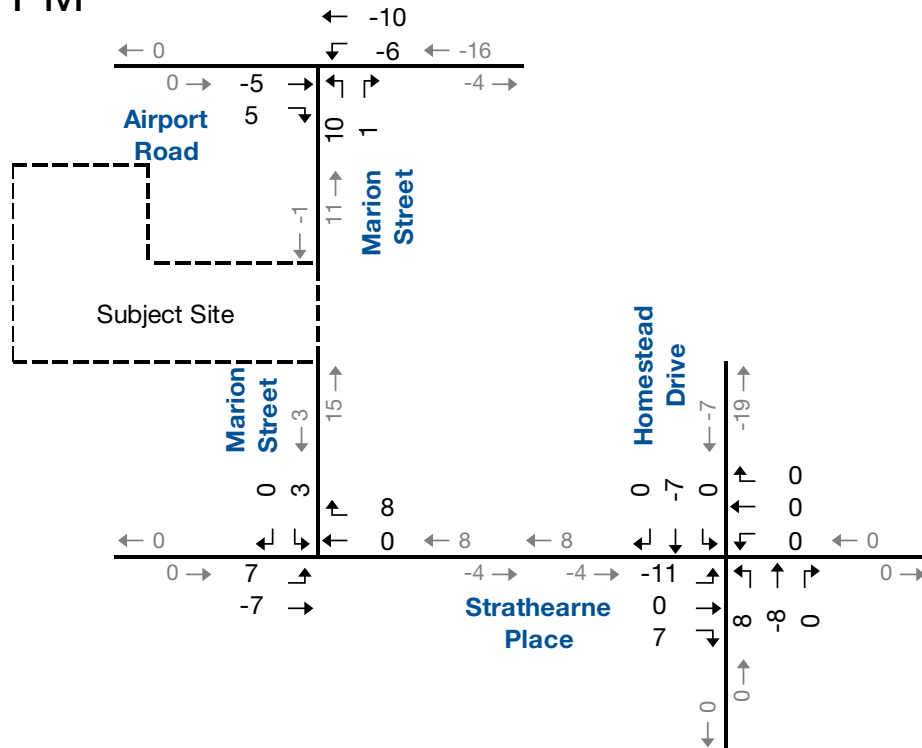 PM
-10
0 -6 -16
0 -5 -4
5
Airport
Road
10 1
-1 11
Marion
Street
Subject Site
Marion
Street
3 15
Homestead
Drive
-7 -19
0 3
0 -7 0
0
8 0
0 0 8 8 0 0
0 7 -4 -4 -11 0
-7 0
7
8 -8 0
Strathearne
Place
0 0